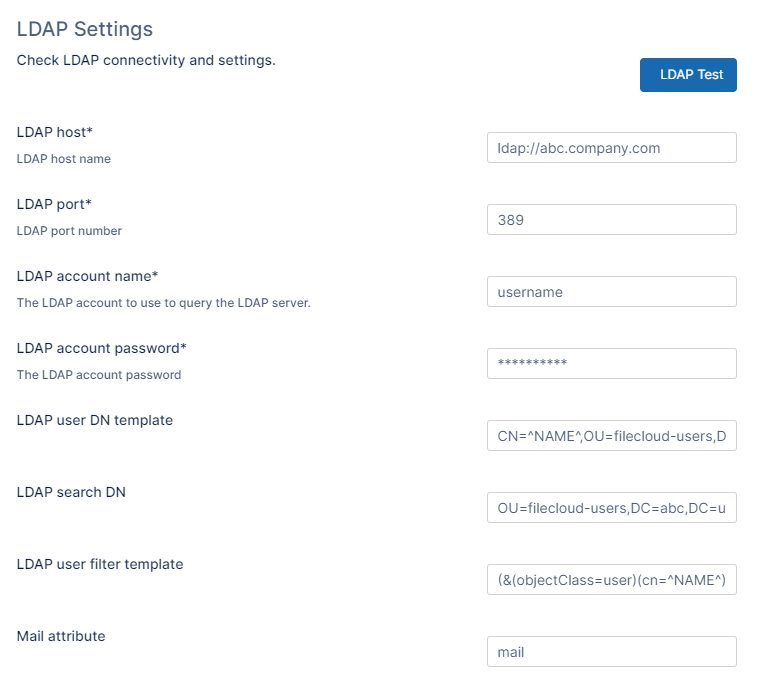 LDAP Settings
Check LDAP connectivity and settings.
LDAP Test
LDAP host*
LDAP host name
ldap://abc.company.com
LDAP port*
LDAP port number
389
LDAP account name*
The LDAP account to use to query the LDAP server.
username
LDAP account password*
The LDAP account password
**********
LDAP user DN template
CN=^NAME^,OU=filecloud-users,D
LDAP search DN
OU=filecloud-users,DC=abc,DC=u
LDAP user filter template
(&(objectClass=user)(cn=^NAME^)
Mail attribute
mail